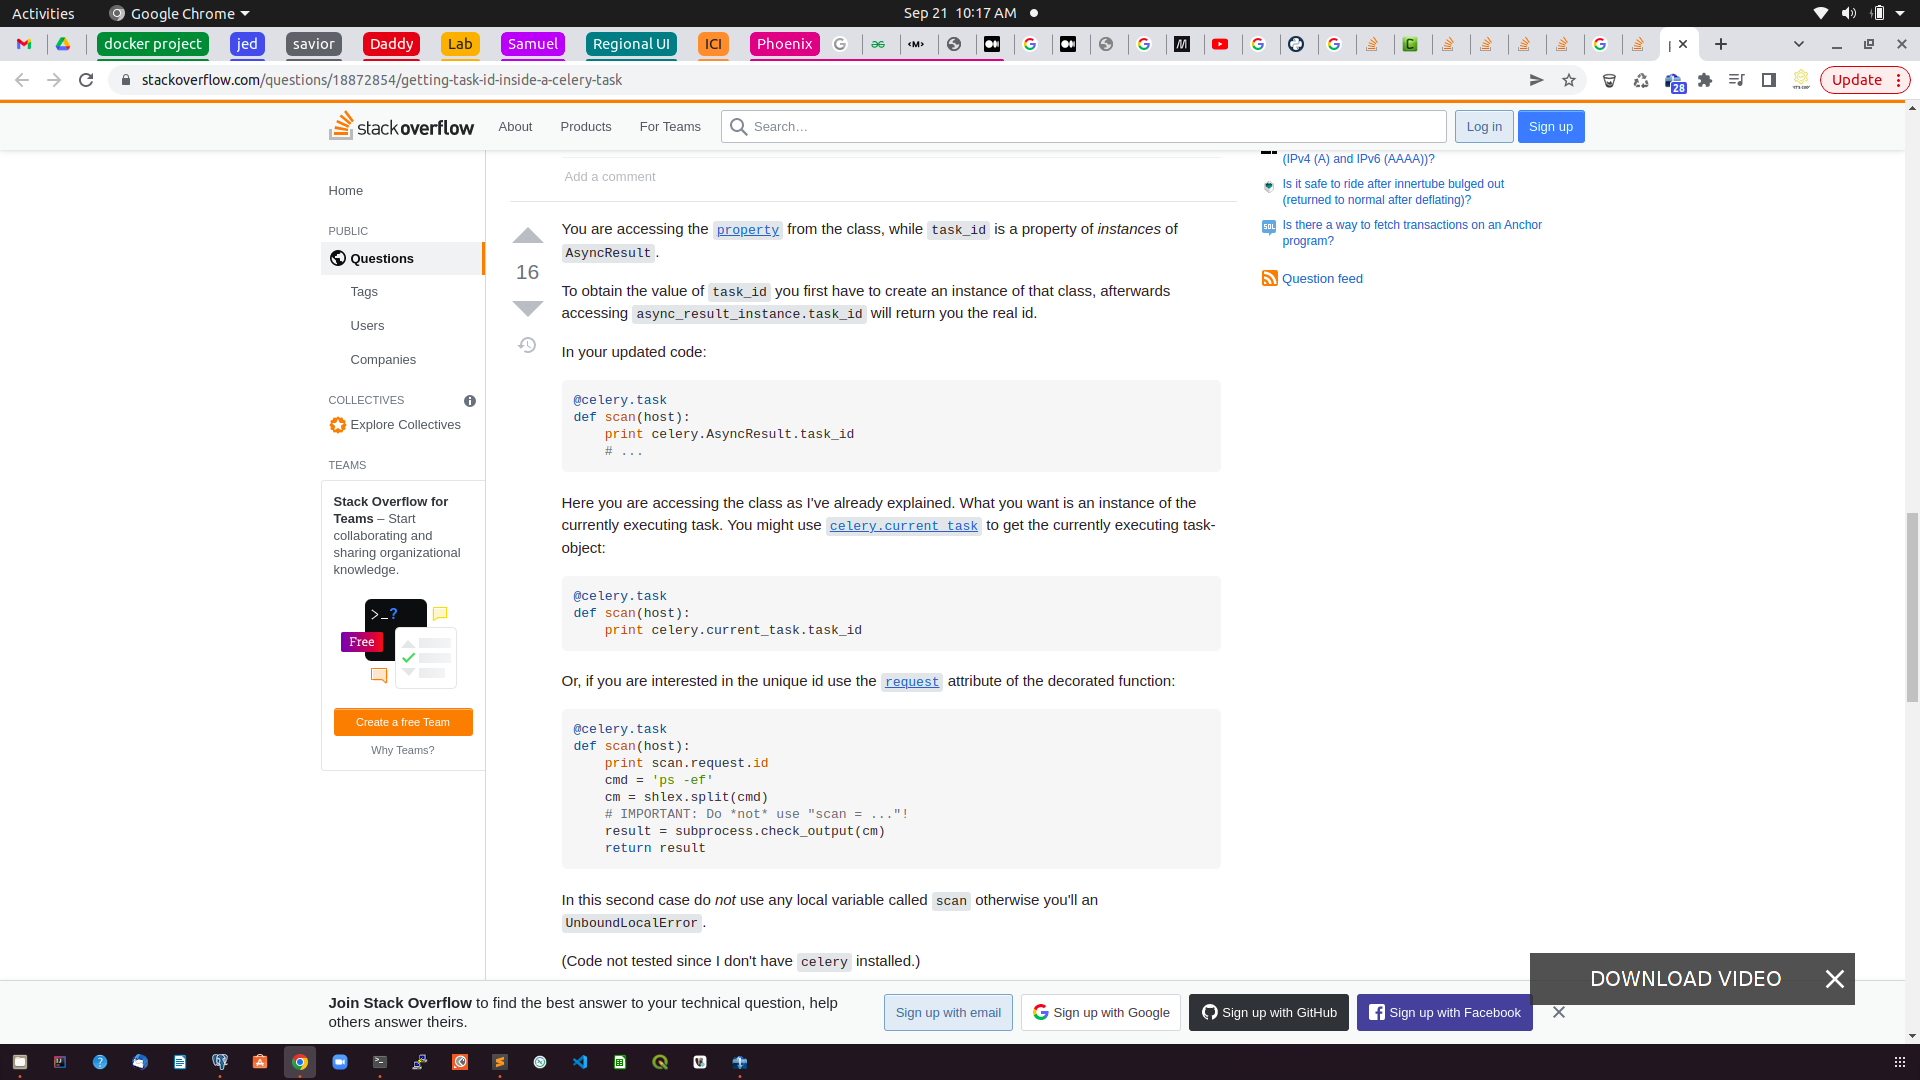 Activities
Google Chrome
Sep 21 10:17 AM
docker project
jed
savior
Daddy
Lab
Samuel
Regional UI
ICI
Phoenix
stackoverflow.com/questions/18872854/getting-task-id-inside-a-celery-task
28
Update
stackoverflow
About
Products
For Teams
Search…
Log in
Sign up
Home
PUBLIC
Questions
Tags
Users
Companies
COLLECTIVES
Explore Collectives
TEAMS
Stack Overflow for
Teams – Start
collaborating and
sharing organizational
knowledge.
>_?
Free
Create a free Team
Why Teams?
Add a comment
16
You are accessing the property from the class, while task_id is a property of instances of
AsyncResult.
To obtain the value of task_id you first have to create an instance of that class, afterwards
accessing async_result_instance.task_id will return you the real id.
In your updated code:
@celery.task
def scan(host):
    print celery.AsyncResult.task_id
    # ...
Here you are accessing the class as I've already explained. What you want is an instance of the
currently executing task. You might use celery.current_task to get the currently executing task-
object:
@celery.task
def scan(host):
    print celery.current_task.task_id
Or, if you are interested in the unique id use the request attribute of the decorated function:
@celery.task
def scan(host):
    print scan.request.id
    cmd = 'ps -ef'
    cm = shlex.split(cmd)
    # IMPORTANT: Do *not* use "scan = ..."!
    result = subprocess.check_output(cm)
    return result
In this second case do not use any local variable called scan otherwise you'll an
UnboundLocalError.
(Code not tested since I don't have celery installed.)
(IPv4 (A) and IPv6 (AAAA))?
Is it safe to ride after innertube bulged out
(returned to normal after deflating)?
SOL
Is there a way to fetch transactions on an Anchor
program?
Question feed
DOWNLOAD VIDEO
Join Stack Overflow to find the best answer to your technical question, help
others answer theirs.
Sign up with email
Sign up with Google
Sign up with GitHub
Sign up with Facebook